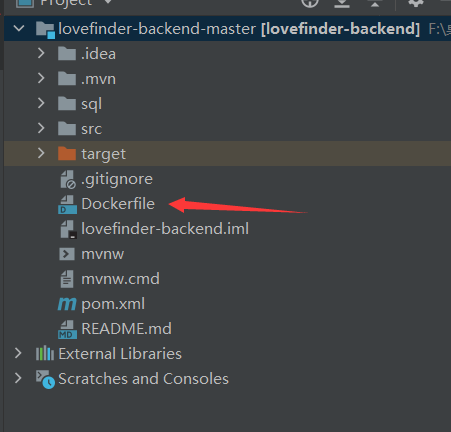 Project
lovefinder-backend-master [lovefinder-backend] F:\
.idea
.mvn
sql
src
target
.gitignore
Dockerfile
lovefinder-backend.iml
mvnw
mvnw.cmd
pom.xml
README.md
External Libraries
Scratches and Consoles